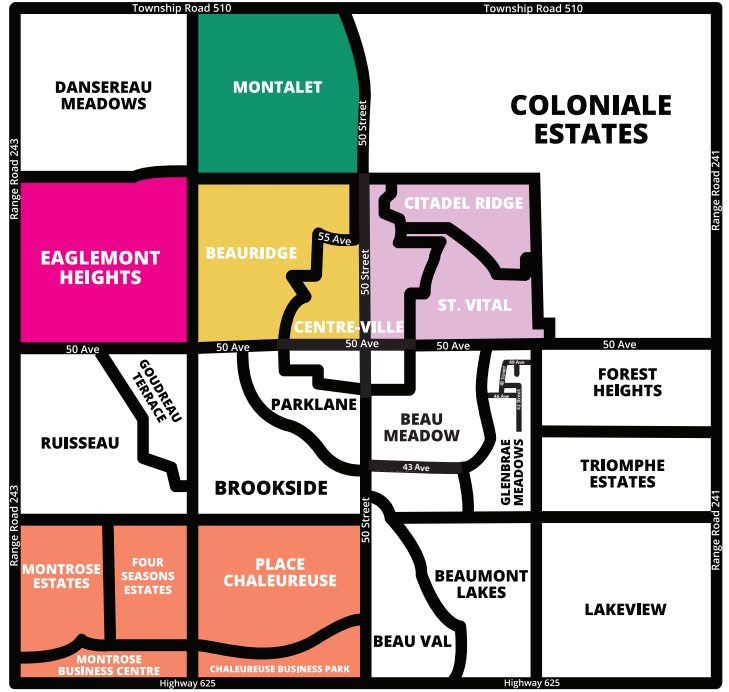 Township Road 510
Township Road 510
DANSEREAU
MEADOWS
MONTALET
COLONIALE
ESTATES
50 Street
Range Road 243
Range Road 241
CITADEL RIDGE
EAGLEMONT
HEIGHTS
BEAURIDGE
55 Ave
50 Street
ST. VITAL
CENTRE-VILLE
50 Ave
50 Ave
50 Ave
50 Ave
50 Ave
GOUDREAU
TERRACE
49 Ave
46 Ave
FOREST
HEIGHTS
PARKLANE
BEAU
MEADOW
RUISSEAU
GLENBRAE
MEADOWS
TRIOMPHE
ESTATES
43 Ave
BROOKSIDE
Range Road 243
50 Street
Range Road 241
MONTROSE
ESTATES
FOUR
SEASONS
ESTATES
PLACE
CHALEUREUSE
BEAUMONT
LAKES
LAKEVIEW
BEAU VAL
MONTROSE
BUSINESS CENTRE
CHALEUREUSE BUSINESS PARK
Highway 625
Highway 625